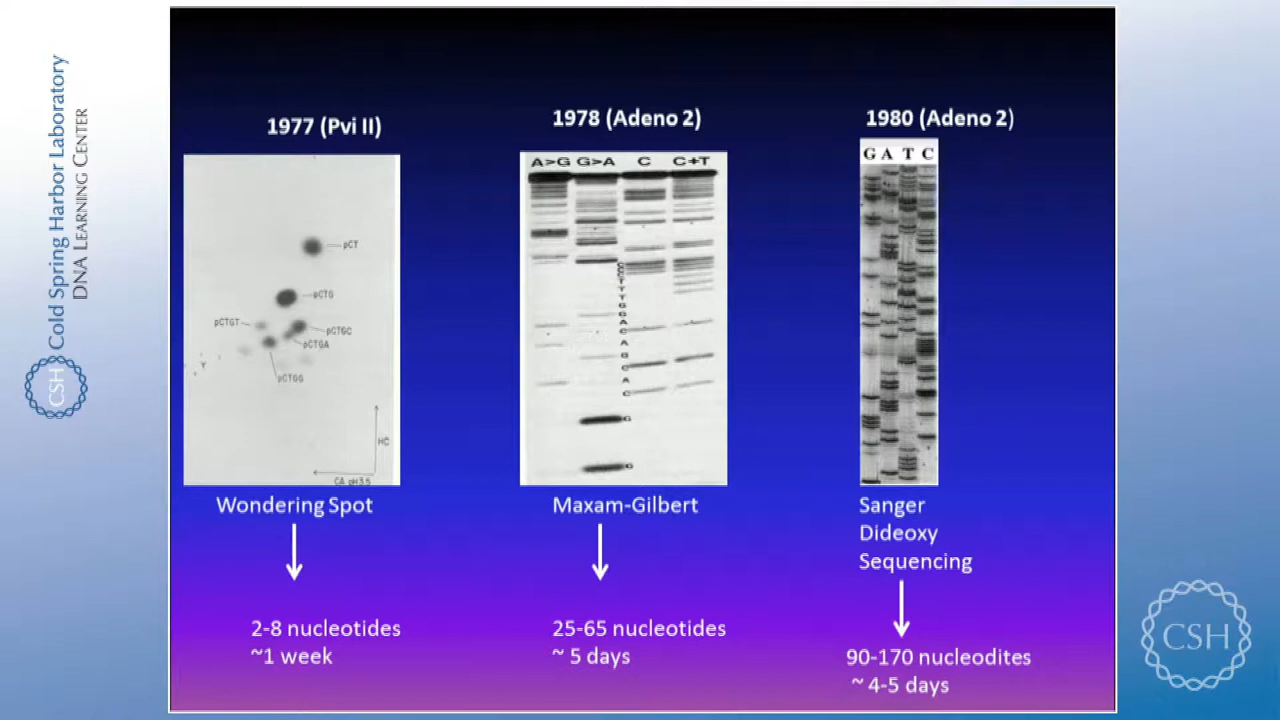 Cold Spring Harbor Laboratory
DNA LEARNING CENTER
CSH
1977 (Pvi II)
pCT
pCTG
pCTGT
pCTGC
pCTGA
pCTGG
Y
HC
CA pH3.5
Wondering Spot
2-8 nucleotides
~1 week
1978 (Adeno 2)
A>G G>A C C+T
C
C
C
T
T
T
G
G
A
C
A
G
C
A
C
G
G
Maxam-Gilbert
25-65 nucleotides
~ 5 days
1980 (Adeno 2)
G A T C
Sanger
Dideoxy
Sequencing
90-170 nucleodites
~ 4-5 days
CSH